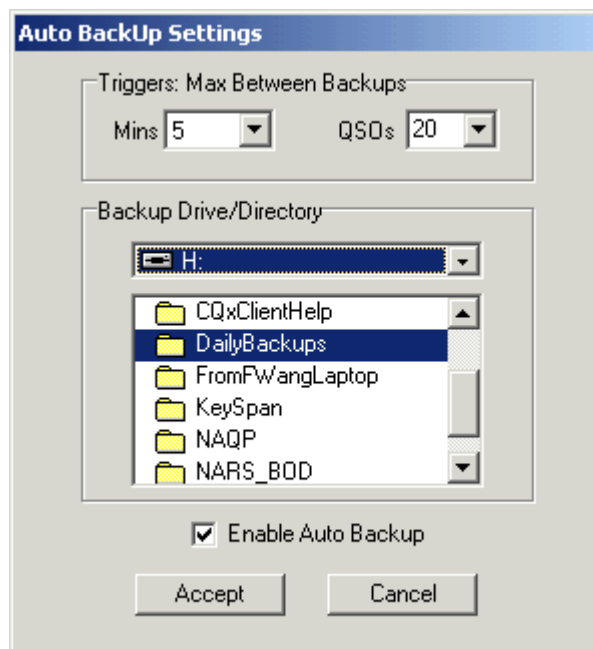 Auto BackUp Settings
Triggers: Max Between Backups
Mins 5 QSOs 20
Backup Drive/Directory
H:
CQxClientHelp
DailyBackups
FromFWangLaptop
KeySpan
NAQP
NARS_BOD
Enable Auto Backup
Accept Cancel